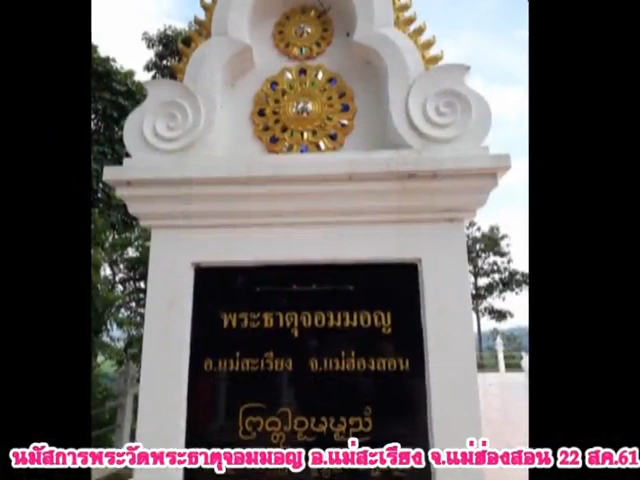 พระธาตุจอมมอญ
อ.แม่สะเรียง จ.แม่ฮ่องสอน
นมัสการพระวัดพระธาตุจอมมอญ อ.แม่สะเรียง จ.แม่ฮ่องสอน 22 สค.61